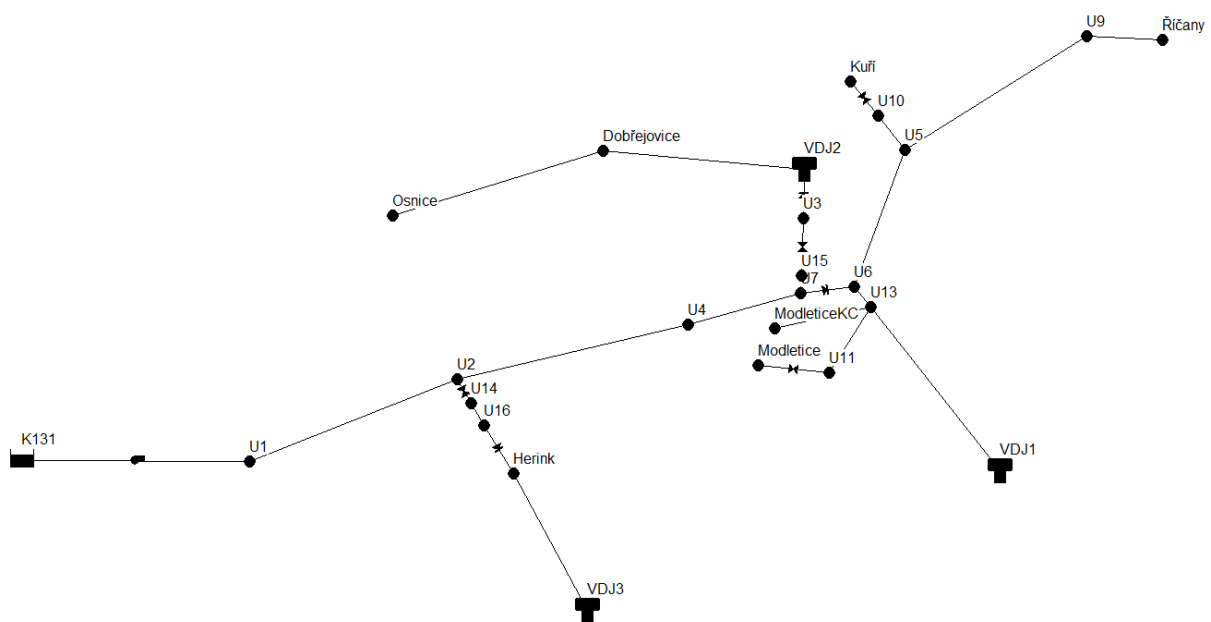 U9
Říčany
Kuří
U10
Dobřejovice
U5
VDJ2
Osnice
U3
U15
U7
U6
U13
U4
ModleticeKC
Modletice
U11
U2
U14
U16
K131
U1
Herink
VDJ1
VDJ3